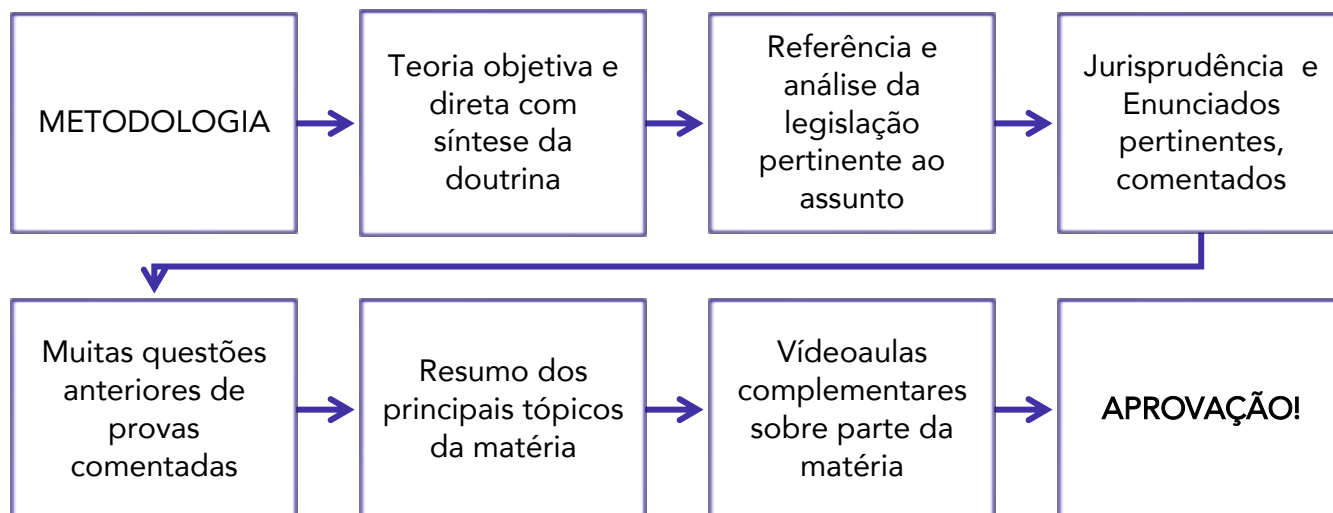 METODOLOGIA
Teoria objetiva e
direta com
síntese da
doutrina
Referência e
análise da
legislação
pertinente ao
assunto
Jurisprudência e
Enunciados
pertinentes,
comentados
Muitas questões
anteriores de
provas
comentadas
Resumo dos
principais tópicos
da matéria
Vídeoaulas
complementares
sobre parte da
matéria
APROVAÇÃO!